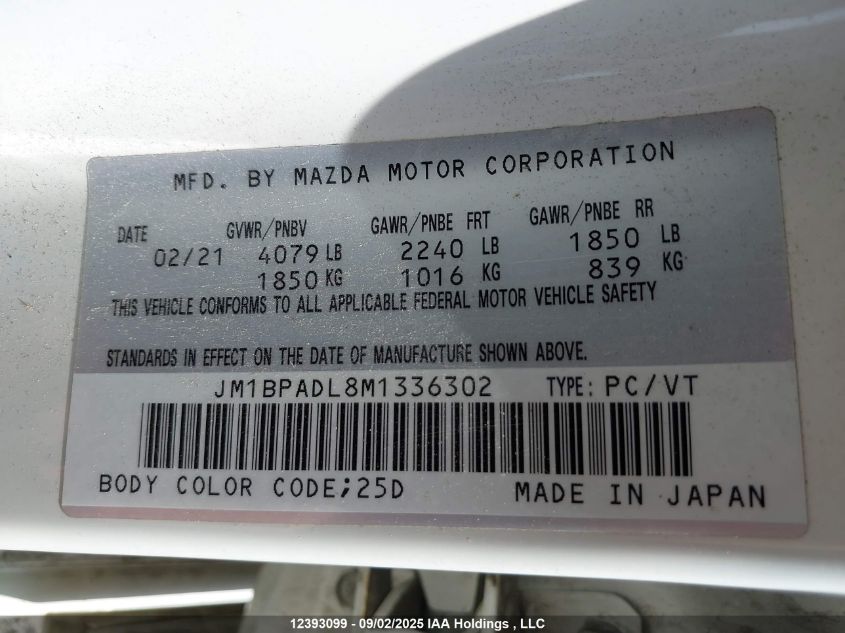 MFD. BY MAZDA MOTOR CORPORATION
DATE GVWR/PNBV GAWR/PNBE FRT GAWR/PNBE RR
02/21 4079 LB 2240 LB 1850 LB
1850 KG 1016 KG 839 KG
THIS VEHICLE CONFORMS TO ALL APPLICABLE FEDERAL MOTOR VEHICLE SAFETY
STANDARDS IN EFFECT ON THE DATE OF MANUFACTURE SHOWN ABOVE.
JM1BPADL8M1336302 TYPE: PC/VT
BODY COLOR CODE;25D MADE IN JAPAN
12393099 - 09/02/2025 IAA Holdings , LLC